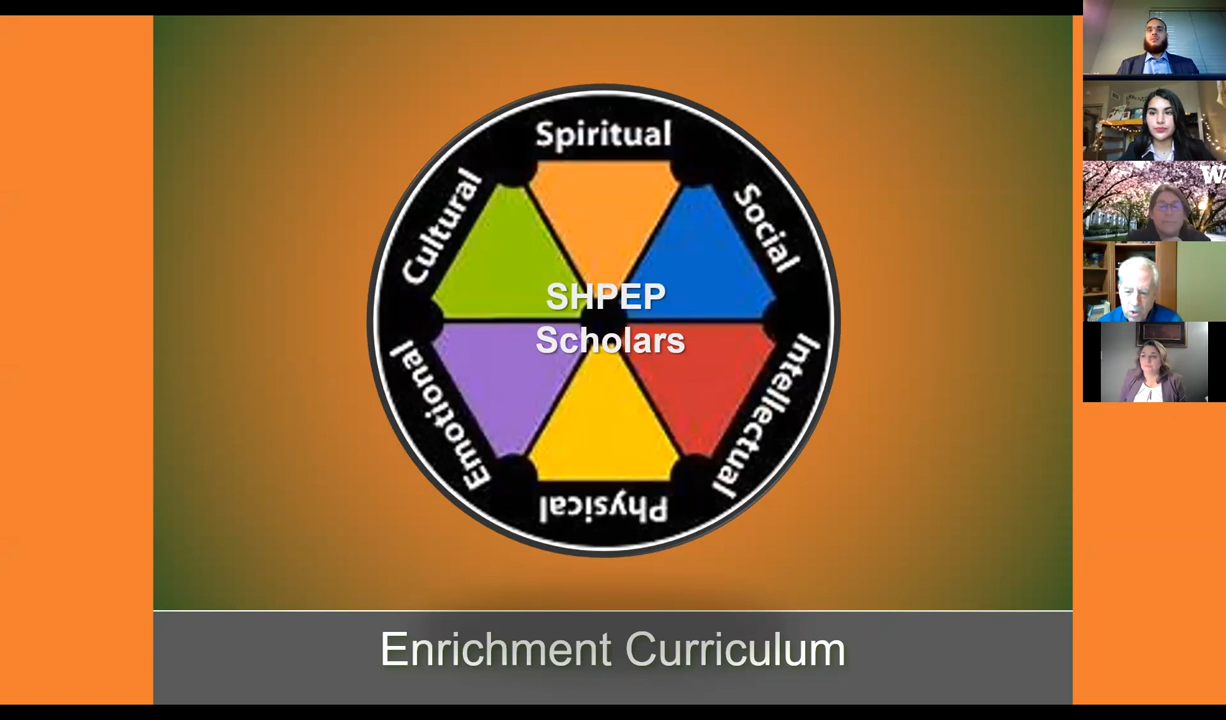 Spiritual
Social
Intellectual
Physical
Emotional
Cultural
SHPEP
Scholars
Enrichment Curriculum
W